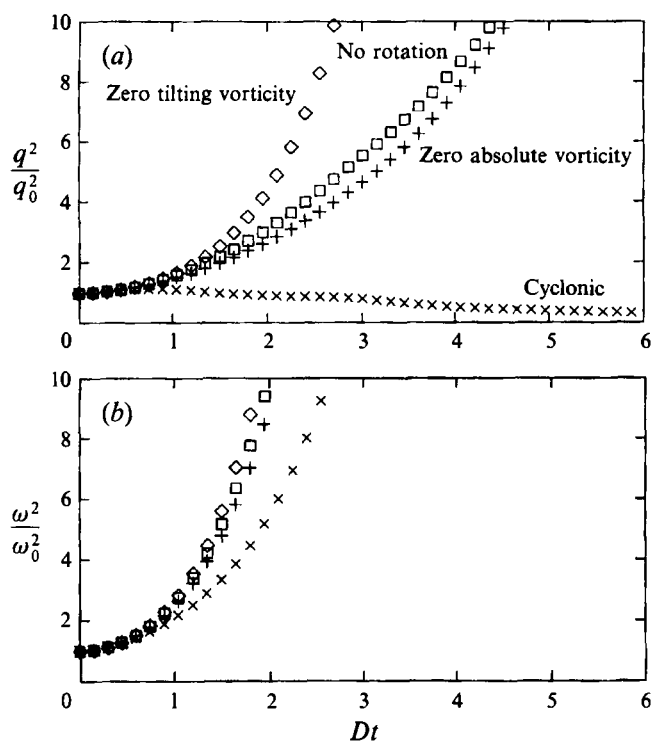 10
(a)
No rotation
8
Zero tilting vorticity
6
q²/q₀²
Zero absolute vorticity
4
2
Cyclonic
0 1 2 3 4 5 6
10
(b)
8
6
ω²/ω₀²
4
2
0 1 2 3 4 5 6
Dt